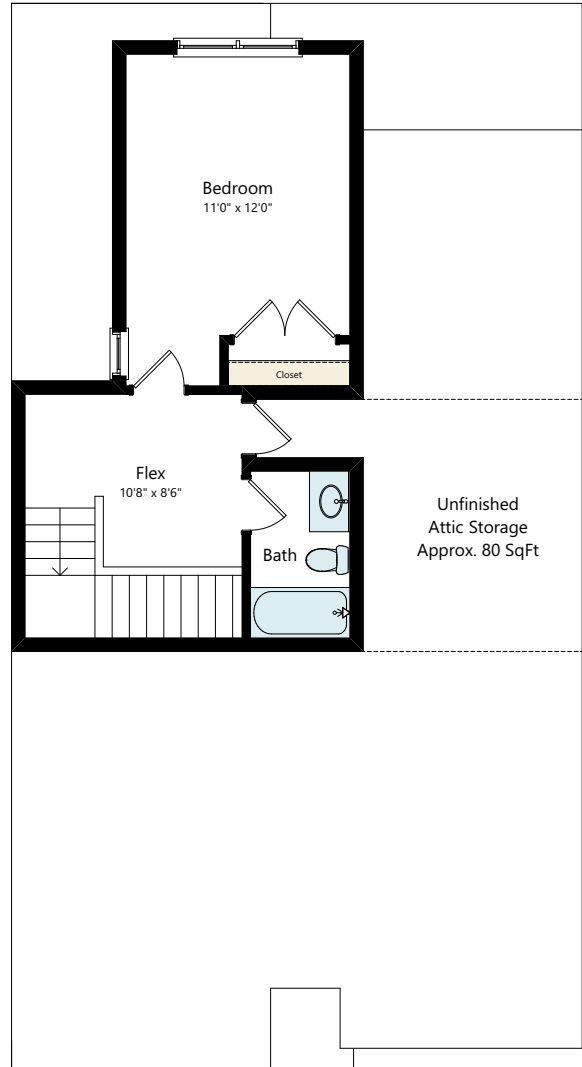 Bedroom
11'0" x 12'0"
Closet
Flex
10'8" x 8'6"
Unfinished
Attic Storage
Approx. 80 SqFt
Bath